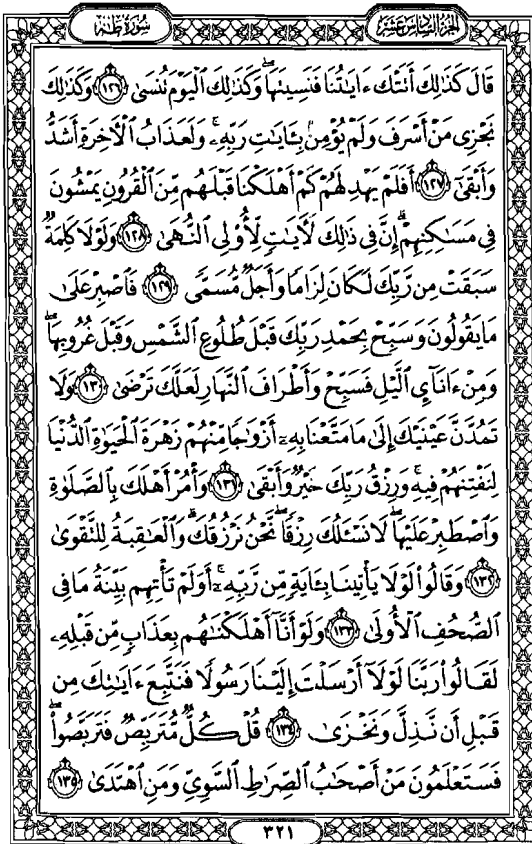 سُورَةُ طه
الجزء السادس عشر
قَالَ كَذَٰلِكَ أَتَتْكَ ءَايَٰتُنَا فَنَسِيتَهَا ۖ وَكَذَٰلِكَ ٱلْيَوْمَ تُنسَىٰ ١٢٦ وَكَذَٰلِكَ
نَجْزِى مَنْ أَسْرَفَ وَلَمْ يُؤْمِنۢ بِـَٔايَٰتِ رَبِّهِۦ ۚ وَلَعَذَابُ ٱلْـَٔاخِرَةِ أَشَدُّ
وَأَبْقَىٰٓ ١٢٧ أَفَلَمْ يَهْدِ لَهُمْ كَمْ أَهْلَكْنَا قَبْلَهُم مِّنَ ٱلْقُرُونِ يَمْشُونَ
فِى مَسَٰكِنِهِمْ ۗ إِنَّ فِى ذَٰلِكَ لَـَٔايَٰتٍ لِّأُو۟لِى ٱلنُّهَىٰ ١٢٨ وَلَوْلَا كَلِمَةٌ
سَبَقَتْ مِن رَّبِّكَ لَكَانَ لِزَامًا وَأَجَلٌ مُّسَمًّى ١٢٩ فَٱصْبِرْ عَلَىٰ
مَا يَقُولُونَ وَسَبِّحْ بِحَمْدِ رَبِّكَ قَبْلَ طُلُوعِ ٱلشَّمْسِ وَقَبْلَ غُرُوبِهَا ۖ
وَمِنْ ءَانَآئِ ٱلَّيْلِ فَسَبِّحْ وَأَطْرَافَ ٱلنَّهَارِ لَعَلَّكَ تَرْضَىٰ ١٣٠ وَلَا
تَمُدَّنَّ عَيْنَيْكَ إِلَىٰ مَا مَتَّعْنَا بِهِۦٓ أَزْوَٰجًا مِّنْهُمْ زَهْرَةَ ٱلْحَيَوٰةِ ٱلدُّنْيَا
لِنَفْتِنَهُمْ فِيهِ ۚ وَرِزْقُ رَبِّكَ خَيْرٌ وَأَبْقَىٰ ١٣١ وَأْمُرْ أَهْلَكَ بِٱلصَّلَوٰةِ
وَٱصْطَبِرْ عَلَيْهَا ۖ لَا نَسْـَٔلُكَ رِزْقًا ۖ نَّحْنُ نَرْزُقُكَ ۗ وَٱلْعَٰقِبَةُ لِلتَّقْوَىٰ
١٣٢ وَقَالُوا۟ لَوْلَا يَأْتِينَا بِـَٔايَةٍ مِّن رَّبِّهِۦٓ ۚ أَوَلَمْ تَأْتِهِم بَيِّنَةُ مَا فِى
ٱلصُّحُفِ ٱلْأُولَىٰ ١٣٣ وَلَوْ أَنَّآ أَهْلَكْنَٰهُم بِعَذَابٍ مِّن قَبْلِهِۦ
لَقَالُوا۟ رَبَّنَا لَوْلَآ أَرْسَلْتَ إِلَيْنَا رَسُولًا فَنَتَّبِعَ ءَايَٰتِكَ مِن
قَبْلِ أَن نَّذِلَّ وَنَخْزَىٰ ١٣٤ قُلْ كُلٌّ مُّتَرَبِّصٌ فَتَرَبَّصُوا۟ ۖ
فَسَتَعْلَمُونَ مَنْ أَصْحَٰبُ ٱلصِّرَٰطِ ٱلسَّوِىِّ وَمَنِ ٱهْتَدَىٰ ١٣٥
٣٢١